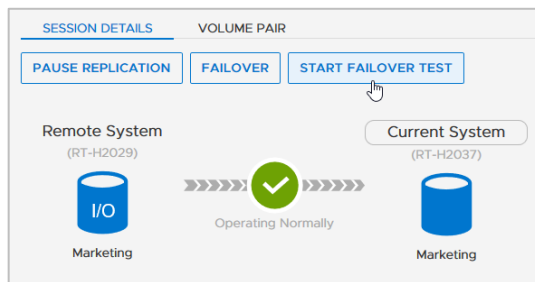 SESSION DETAILS VOLUME PAIR
PAUSE REPLICATION FAILOVER START FAILOVER TEST
Remote System Current System
(RT-H2029) (RT-H2037)
I/O
Operating Normally
Marketing Marketing